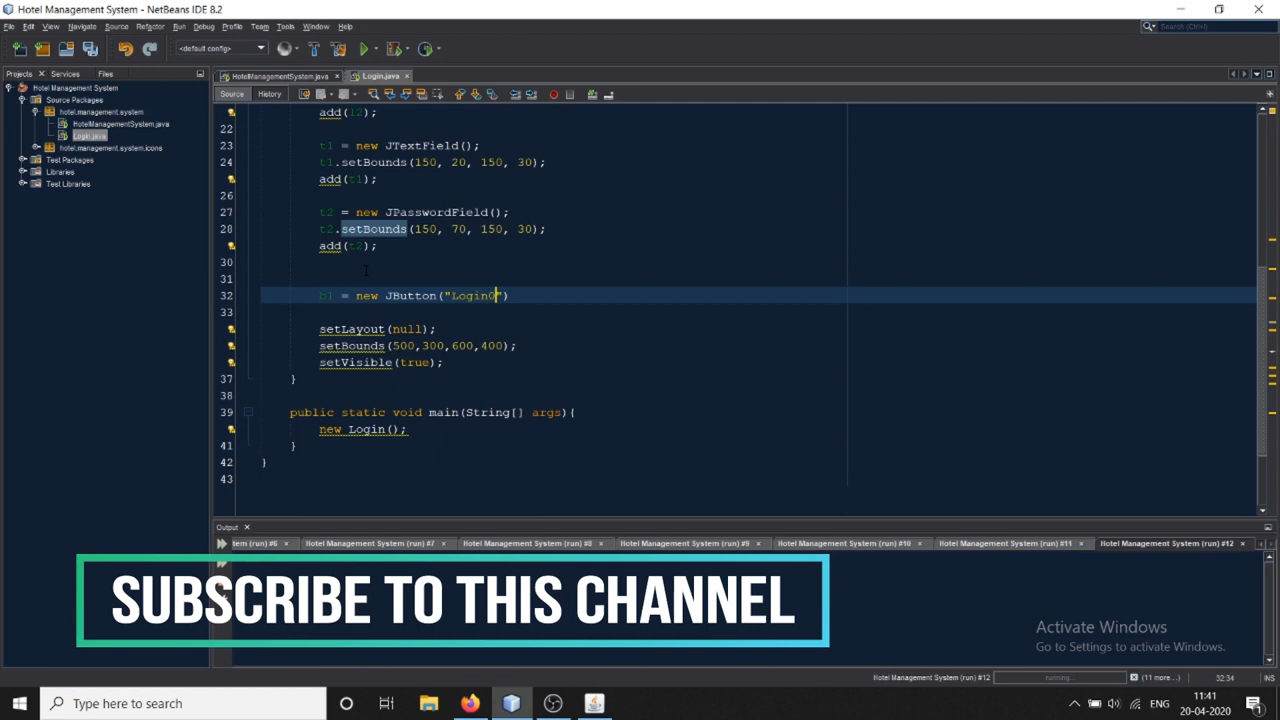 Hotel Management System - NetBeans IDE 8.2
File Edit View Navigate Source Refactor Run Debug Profile Team Tools Window Help
Search (Ctrl+I)
<default config>
Projects Services Files
HotelManagementSystem.java Login.java
Hotel Management System
Source Packages
hotel.management.system
HotelManagementSystem.java
Login.java
hotel.management.system.icons
Test Packages
Libraries
Test Libraries
Source History
add(l2);
22
23 t1 = new JTextField();
24 t1.setBounds(150, 20, 150, 30);
add(t1);
26
27 t2 = new JPasswordField();
28 t2.setBounds(150, 70, 150, 30);
add(t2);
30
31
32 b1 = new JButton("Login0")
33
setLayout(null);
setBounds(500,300,600,400);
setVisible(true);
37 }
38
39 public static void main(String[] args){
new Login();
41 }
42 }
43
Output
tem (run) #6 Hotel Management System (run) #7 Hotel Management System (run) #8 Hotel Management System (run) #9 Hotel Management System (run) #10 Hotel Management System (run) #11 Hotel Management System (run) #12
SUBSCRIBE TO THIS CHANNEL
Activate Windows
Go to Settings to activate Windows.
Hotel Management System (run) #12 running... (11 more...) 32:34 INS
Type here to search
ENG
11:41
20-04-2020
1